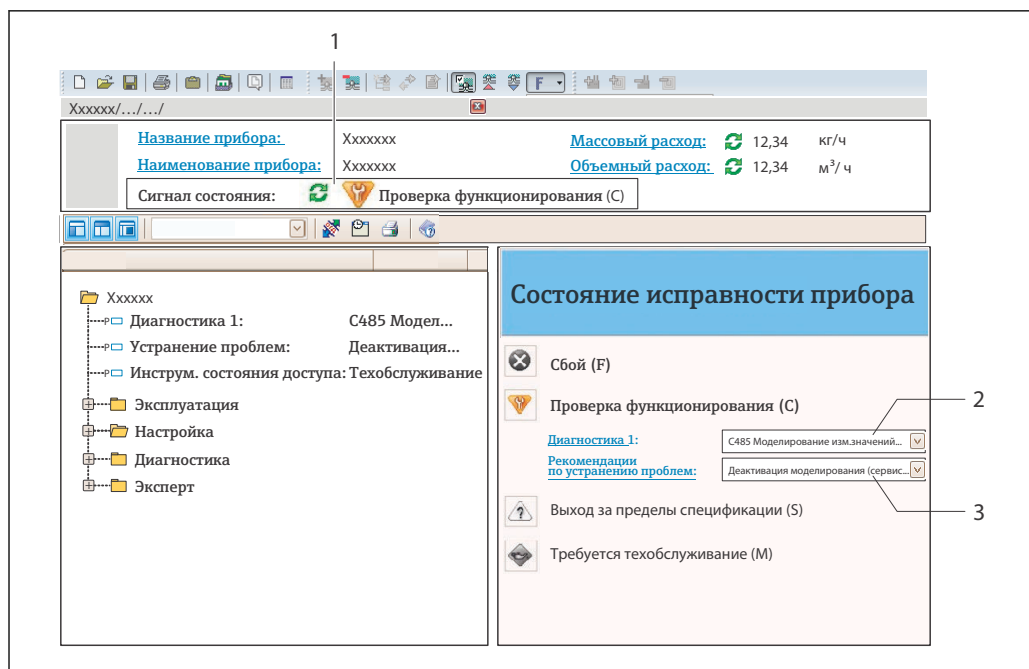 1
F
Xxxxxx/.../.../
Название прибора: Xxxxxxx Массовый расход: 12,34 кг/ч
Наименование прибора: Xxxxxxx Объемный расход: 12,34 м³/ ч
Сигнал состояния: Проверка функционирования (C)
Xxxxxx
Диагностика 1: C485 Модел...
Устранение проблем: Деактивация...
Инструм. состояния доступа: Техобслуживание
Эксплуатация
Настройка
Диагностика
Эксперт
Состояние исправности прибора
Сбой (F)
Проверка функционирования (C)
2
Диагностика 1: C485 Моделирование изм.значений...
Рекомендации
по устранению проблем: Деактивация моделирования (сервис...
3
Выход за пределы спецификации (S)
Требуется техобслуживание (M)